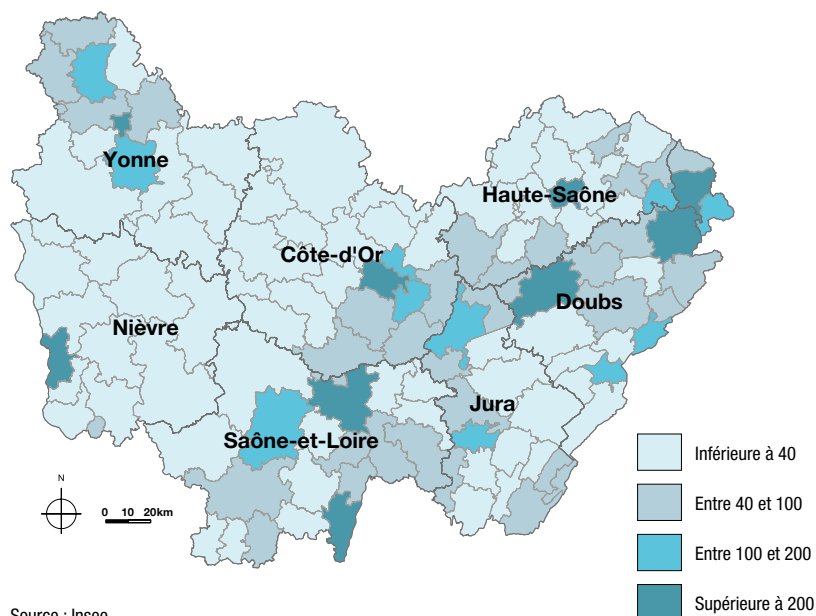 Yonne
Haute-Saône
Côte-d'Or
Doubs
Nièvre
Jura
Saône-et-Loire
N
0 10 20km
Inférieure à 40
Entre 40 et 100
Entre 100 et 200
Supérieure à 200
Source : Insee